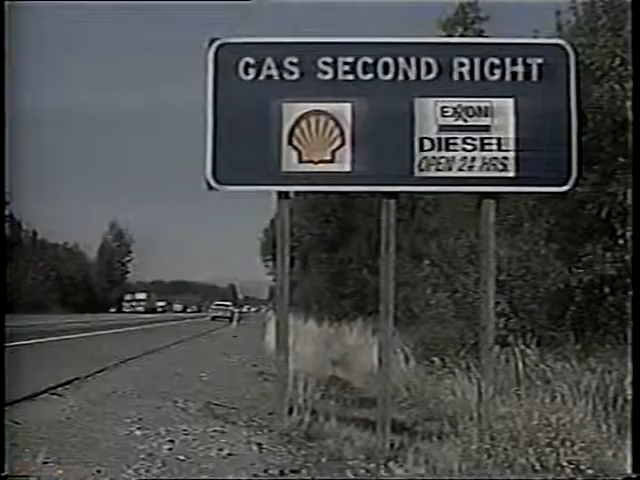 GAS SECOND RIGHT
EXXON
DIESEL
OPEN 24 HRS.